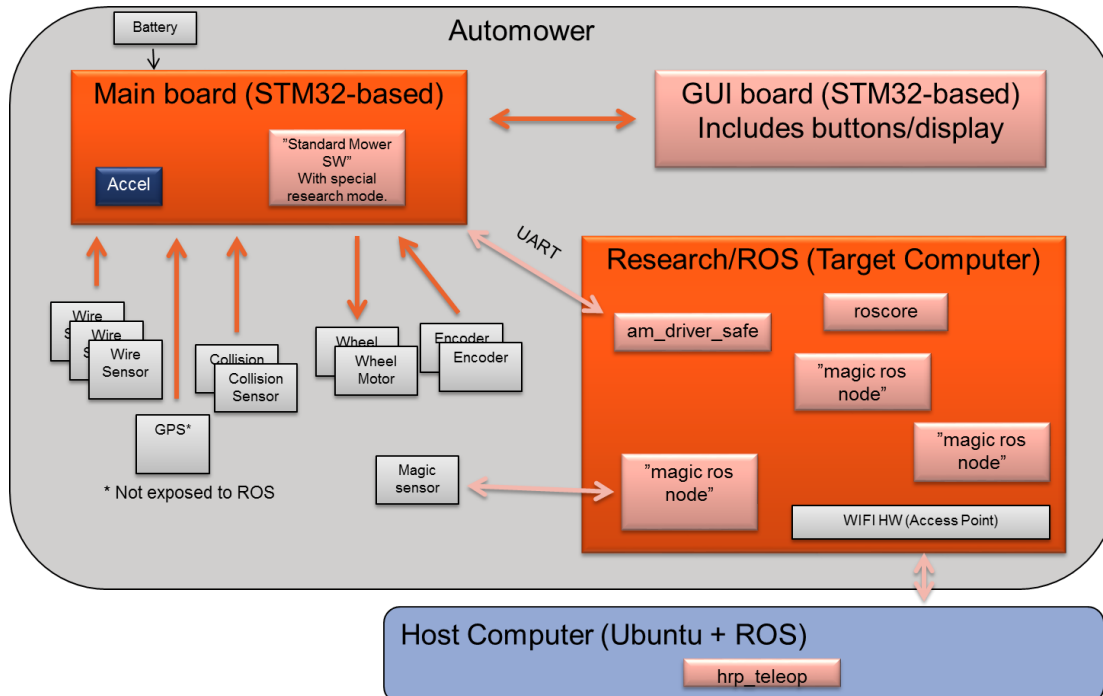 Battery
Automower
Main board (STM32-based)
GUI board (STM32-based)
Includes buttons/display
"Standard Mower
SW"
With special
research mode.
Accel
UART
Research/ROS (Target Computer)
roscore
am_driver_safe
Wire
S
Wire
S
Wire
Sensor
Collision
S
Collision
Sensor
Wheel
Wheel
Motor
Encoder
Encoder
"magic ros
node"
GPS*
"magic ros
node"
* Not exposed to ROS
Magic
sensor
"magic ros
node"
WIFI HW (Access Point)
Host Computer (Ubuntu + ROS)
hrp_teleop